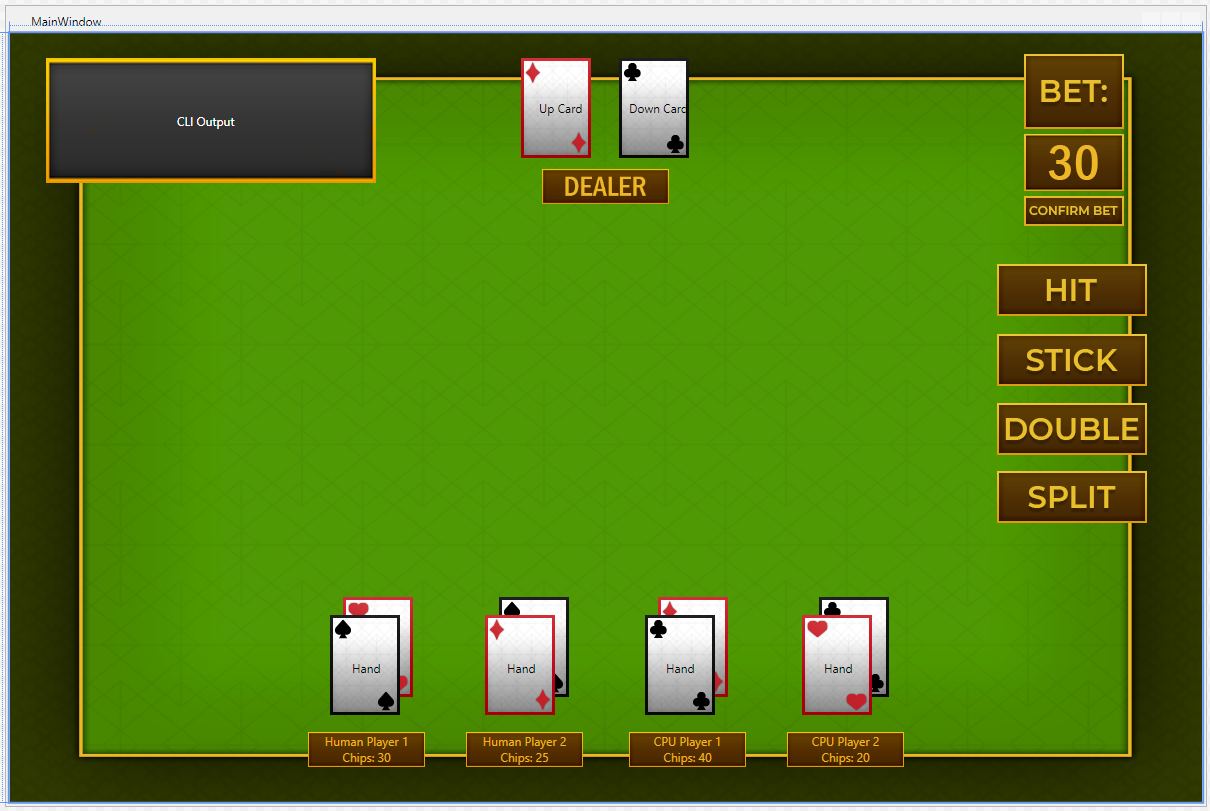 MainWindow
CLI Output
Up Card
Down Card
DEALER
BET:
30
CONFIRM BET
HIT
STICK
DOUBLE
SPLIT
Hand
Hand
Hand
Hand
Human Player 1
Chips: 30
Human Player 2
Chips: 25
CPU Player 1
Chips: 40
CPU Player 2
Chips: 20